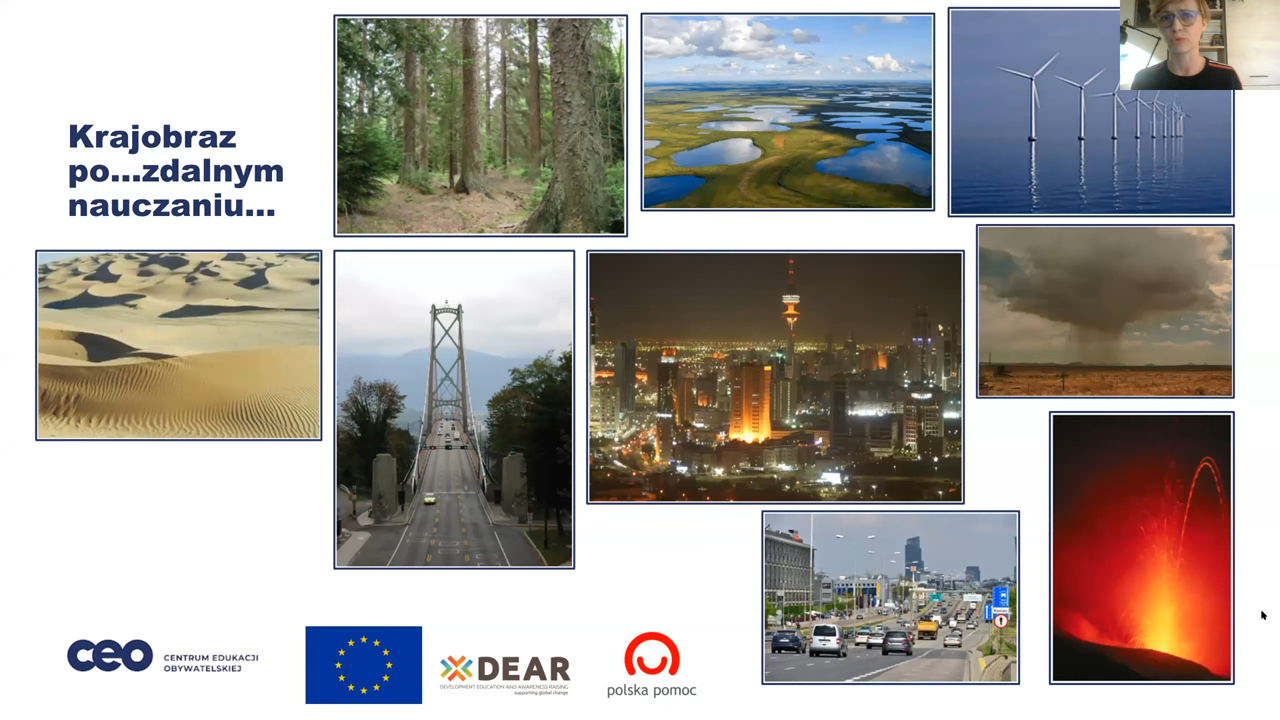 Krajobraz
po...zdalnym
nauczaniu...
ceo
CENTRUM EDUKACJI
OBYWATELSKIEJ
DEAR
DEVELOPMENT EDUCATION AND AWARENESS RAISING
supporting global change
polska pomoc